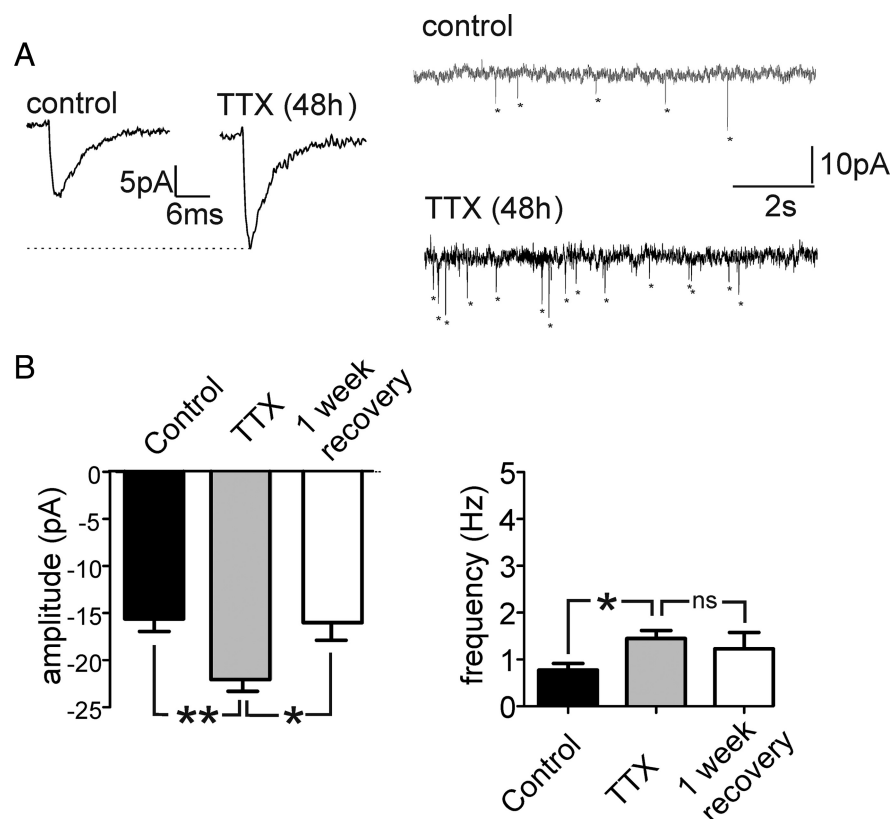 A
control
TTX (48h)
5pA
6ms
control
*
*
*
*
*
10pA
2s
TTX (48h)
*
*
*
*
*
*
*
*
*
*
*
*
*
*
B
Control
TTX
1 week
recovery
0
-5
-10
-15
-20
-25
amplitude (pA)
**
*
5
4
3
2
1
0
frequency (Hz)
*
ns
Control
TTX
1 week
recovery